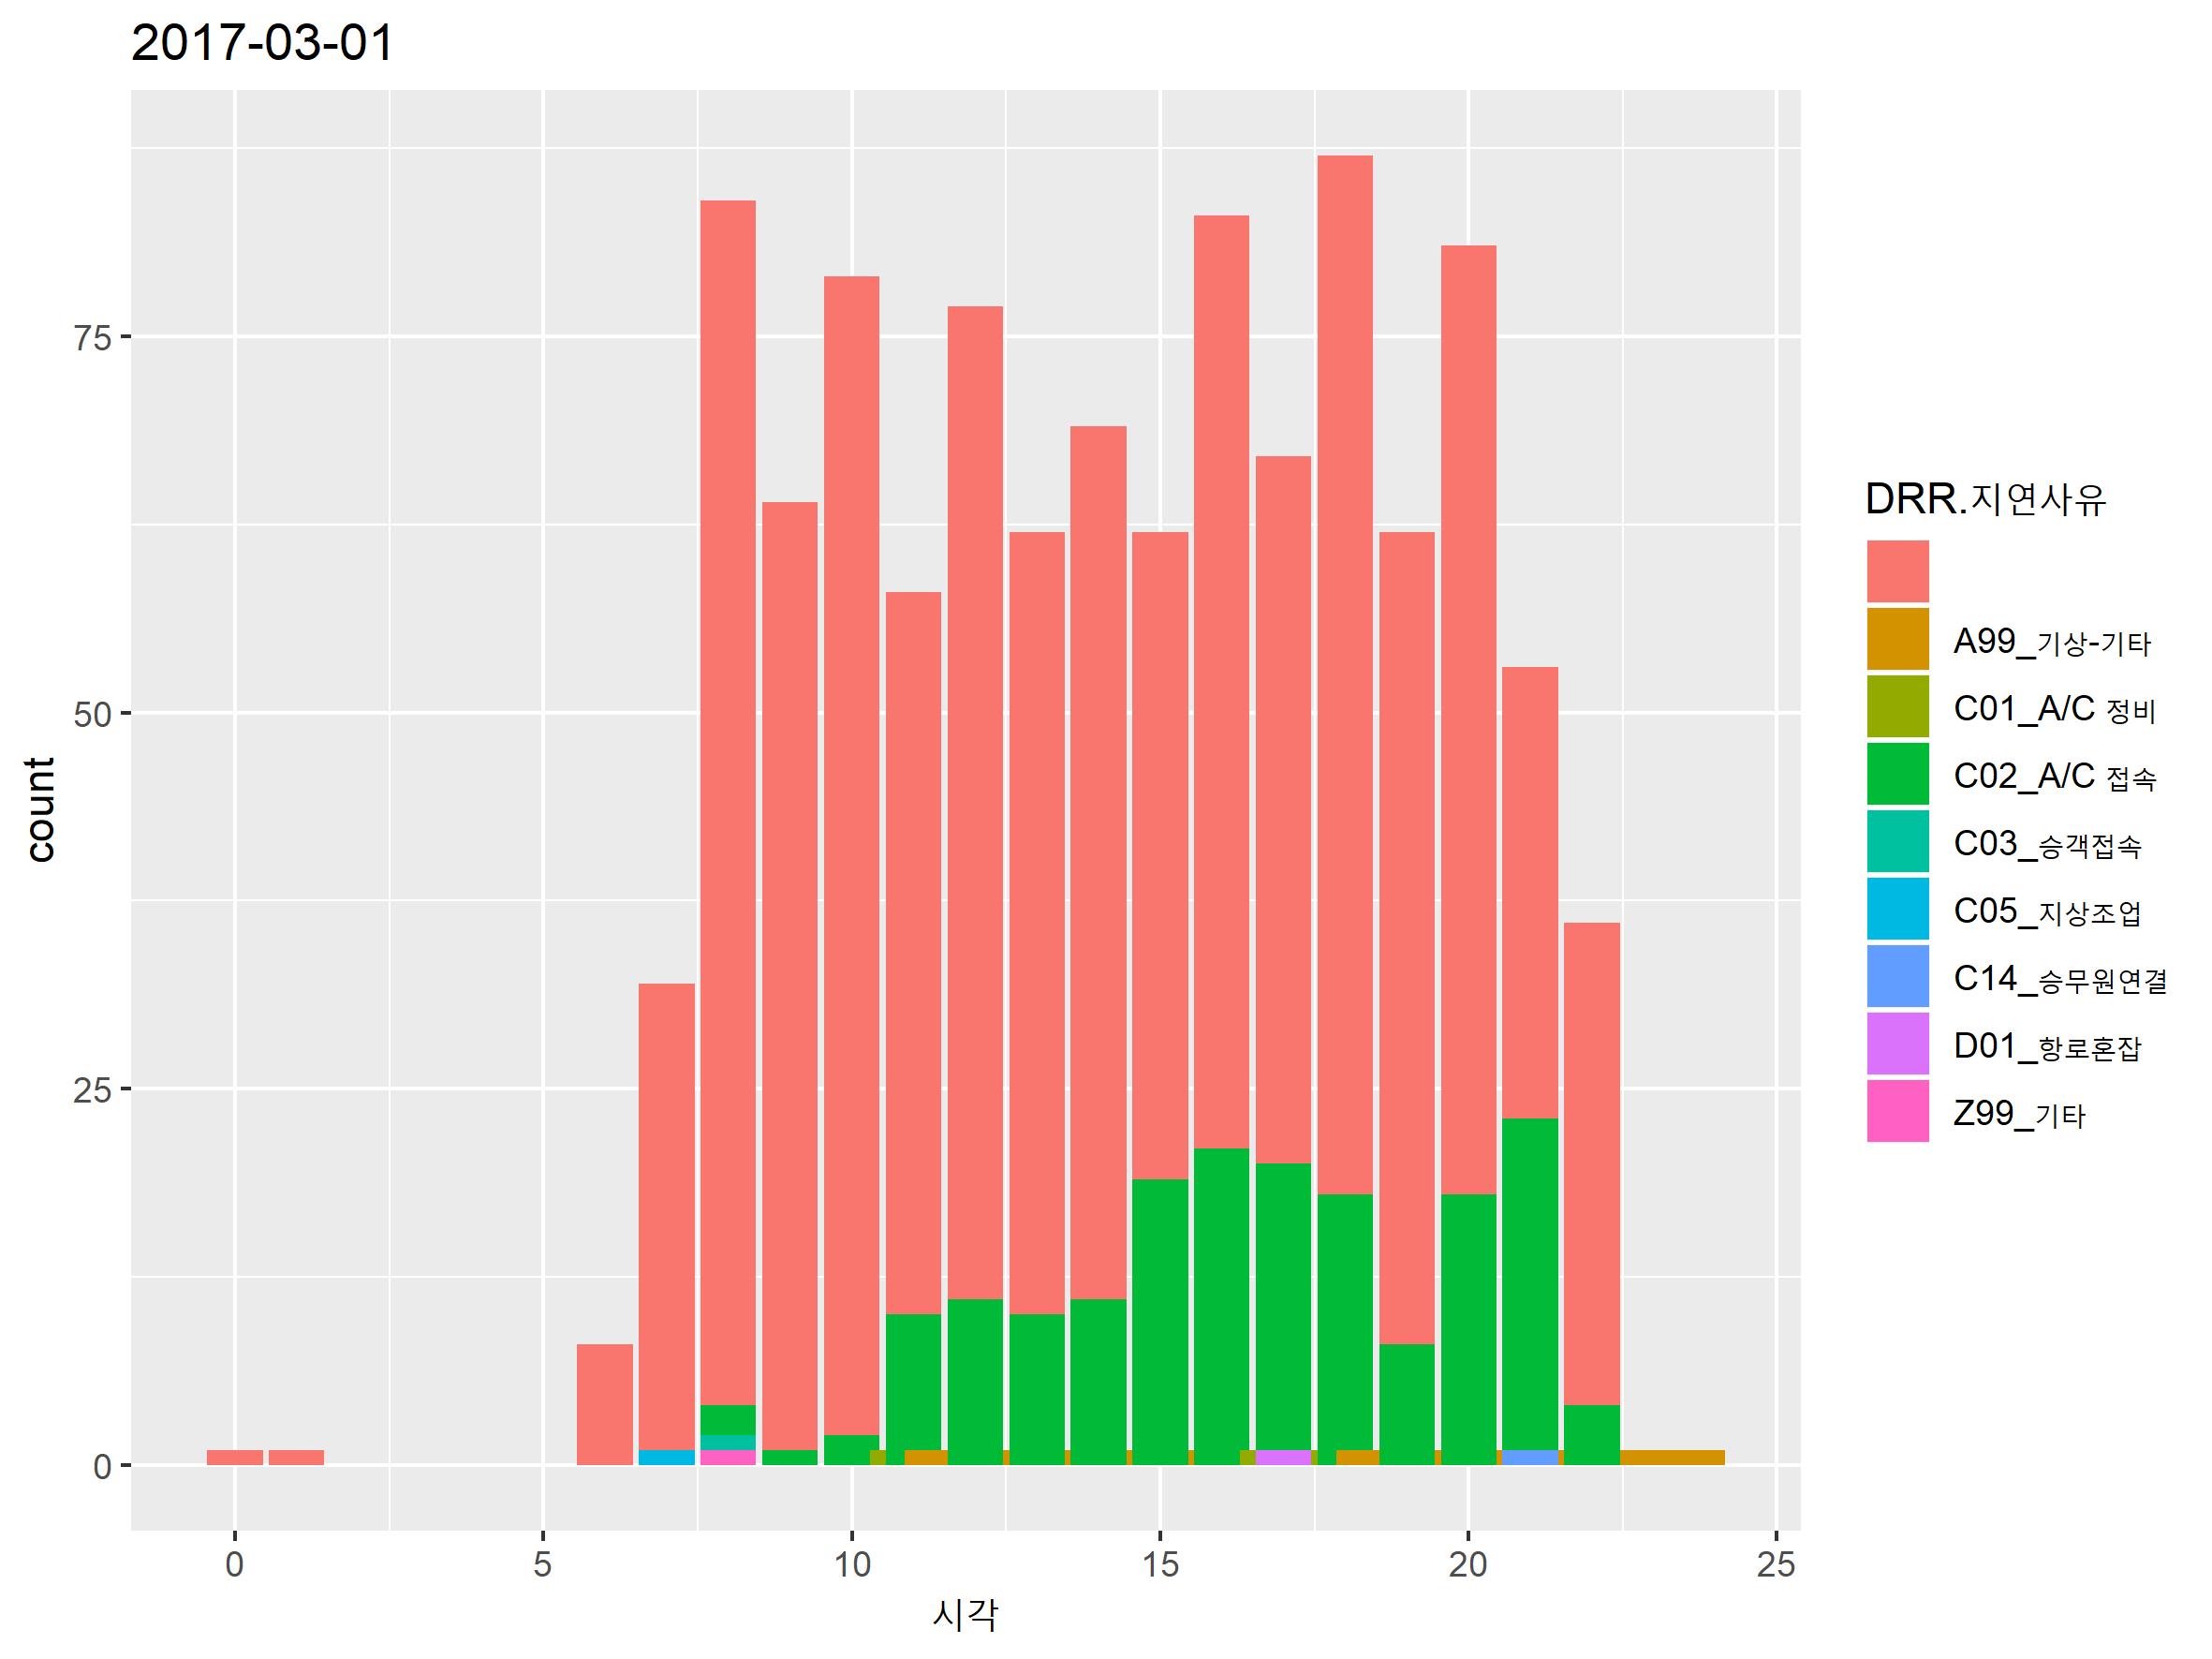 2017-03-01
75
50
25
0
count
0
5
10
15
20
25
시각
DRR.지연사유
A99_기상-기타
C01_A/C 정비
C02_A/C 접속
C03_승객접속
C05_지상조업
C14_승무원연결
D01_항로혼잡
Z99_기타